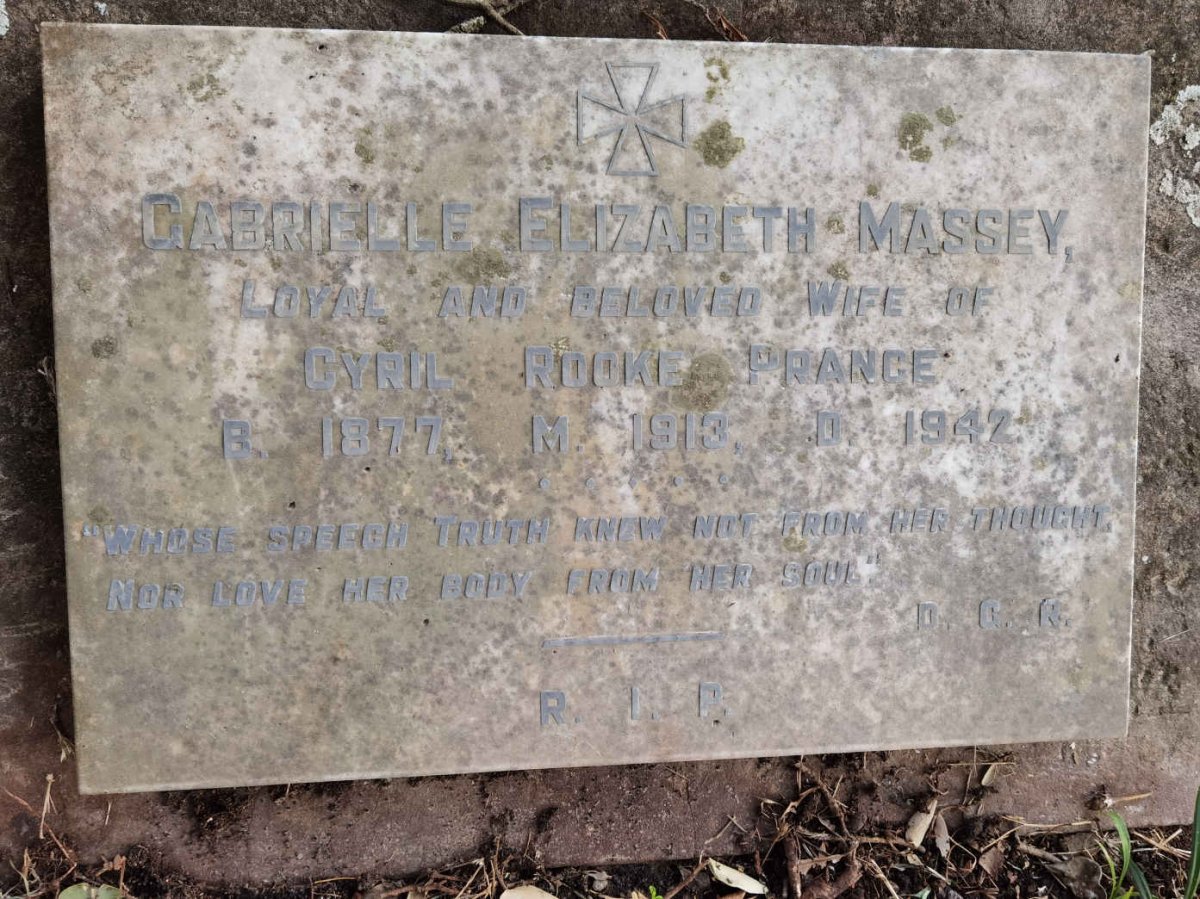 GABRIELLE ELIZABETH MASSEY,
LOYAL AND BELOVED WIFE OF
CYRIL ROOKE PRANCE
B. 1877, M. 1913, D. 1942
. . . . .
"WHOSE SPEECH TRUTH KNEW NOT FROM HER THOUGHT,
NOR LOVE HER BODY FROM HER SOUL"
D. G. R.
R. I. P.